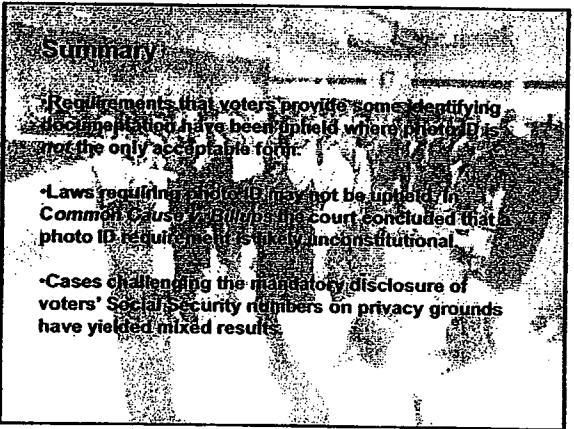 Summary
•Requirements that voters provide some identifying
documentation have been upheld where photo ID is
not the only acceptable form.
•Laws requiring photo ID may not be upheld. In
Common Cause v. Billups the court concluded that a
photo ID requirement is likely unconstitutional.
•Cases challenging the mandatory disclosure of
voters' Social Security numbers on privacy grounds
have yielded mixed results.